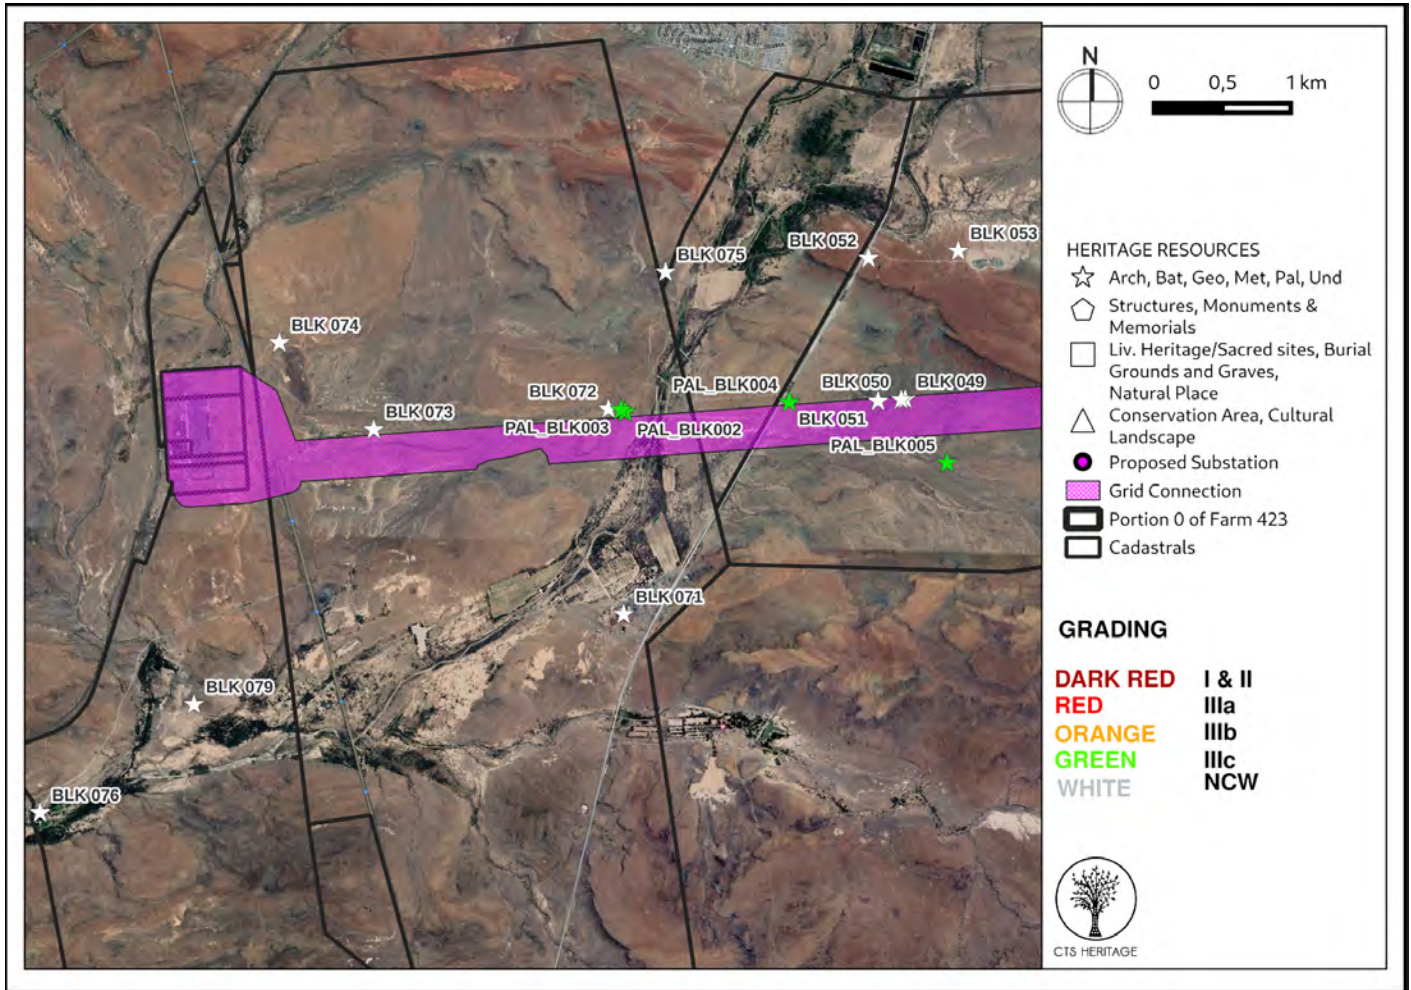 BLK 075
BLK 052
BLK 053
BLK 074
BLK 072
PAL_BLK004
BLK 050
BLK 049
BLK 073
PAL_BLK003
PAL_BLK002
BLK 051
PAL_BLK005
BLK 071
BLK 079
BLK 076
N
0 0,5 1 km
HERITAGE RESOURCES
Arch, Bat, Geo, Met, Pal, Und
Structures, Monuments &
Memorials
Liv. Heritage/Sacred sites, Burial
Grounds and Graves,
Natural Place
Conservation Area, Cultural
Landscape
Proposed Substation
Grid Connection
Portion 0 of Farm 423
Cadastrals
GRADING
DARK RED I & II
RED IIIa
ORANGE IIIb
GREEN IIIc
WHITE NCW
CTS HERITAGE